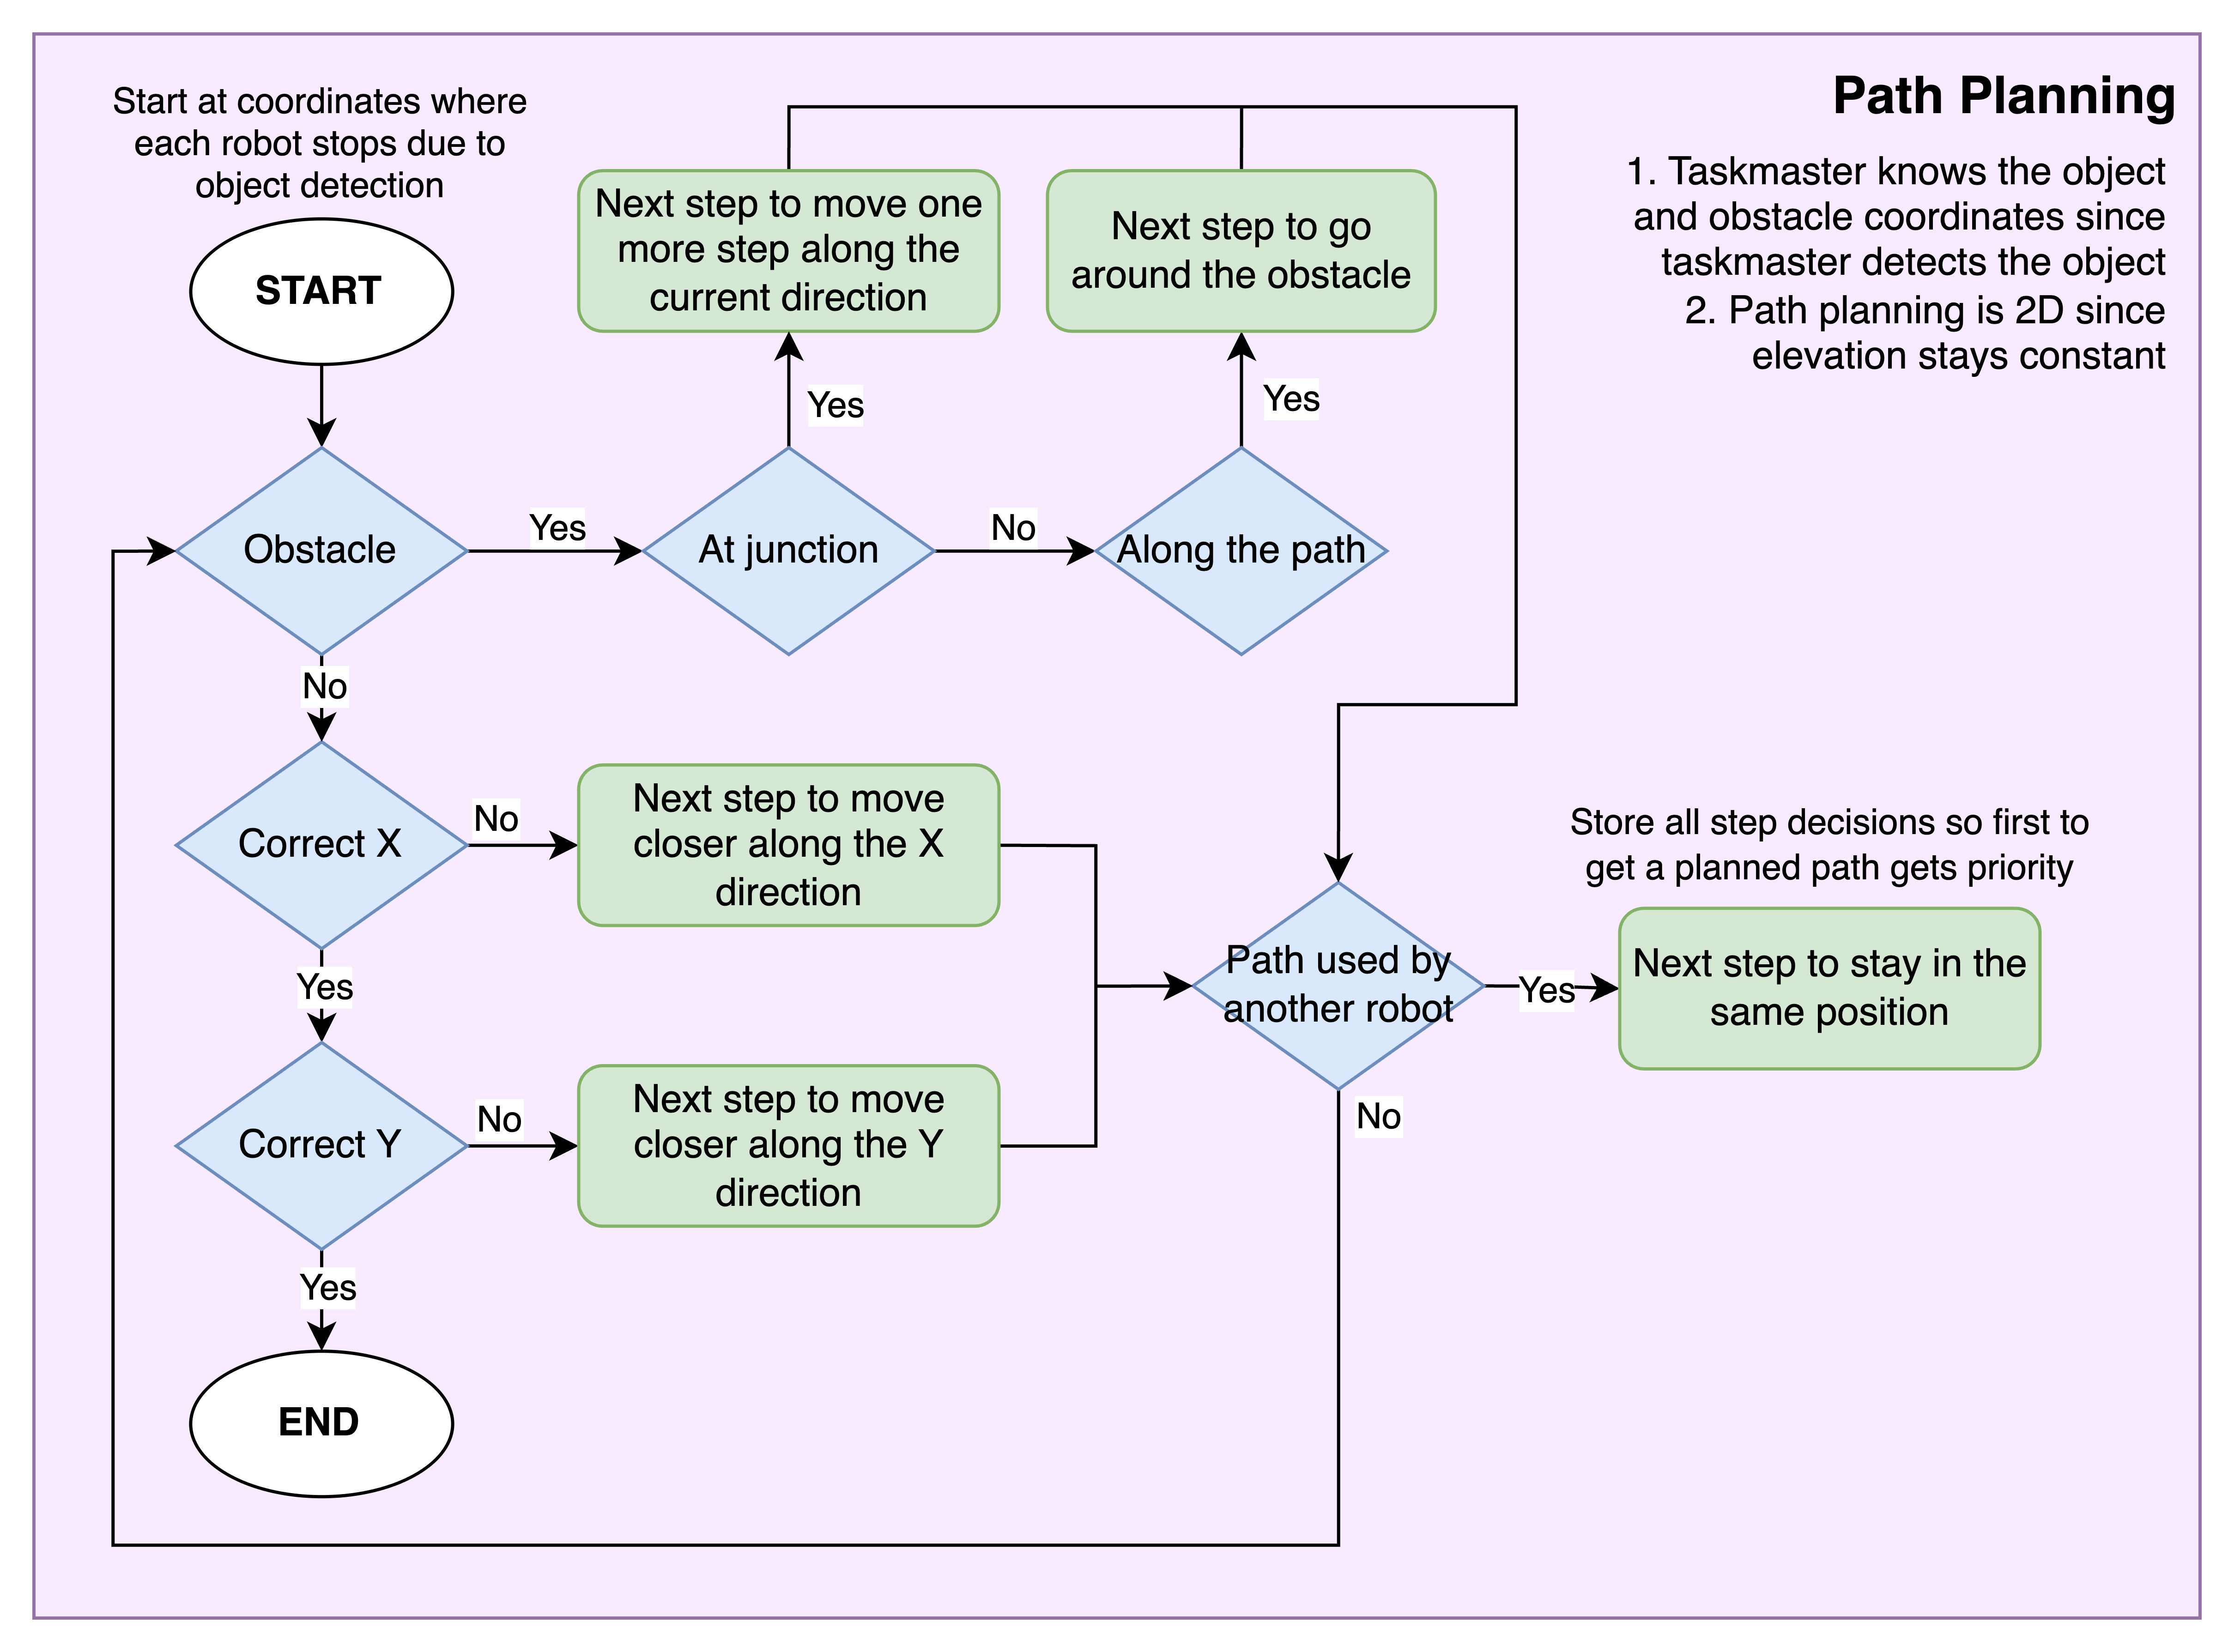 Path Planning
1. Taskmaster knows the object
and obstacle coordinates since
taskmaster detects the object
2. Path planning is 2D since
elevation stays constant
Start at coordinates where
each robot stops due to
object detection
START
Next step to move one
more step along the
current direction
Next step to go
around the obstacle
Yes
Yes
Obstacle
Yes
At junction
No
Along the path
No
Correct X
No
Next step to move
closer along the X
direction
Store all step decisions so first to
get a planned path gets priority
Path used by
another robot
Yes
Next step to stay in the
same position
Yes
Correct Y
No
Next step to move
closer along the Y
direction
No
Yes
END